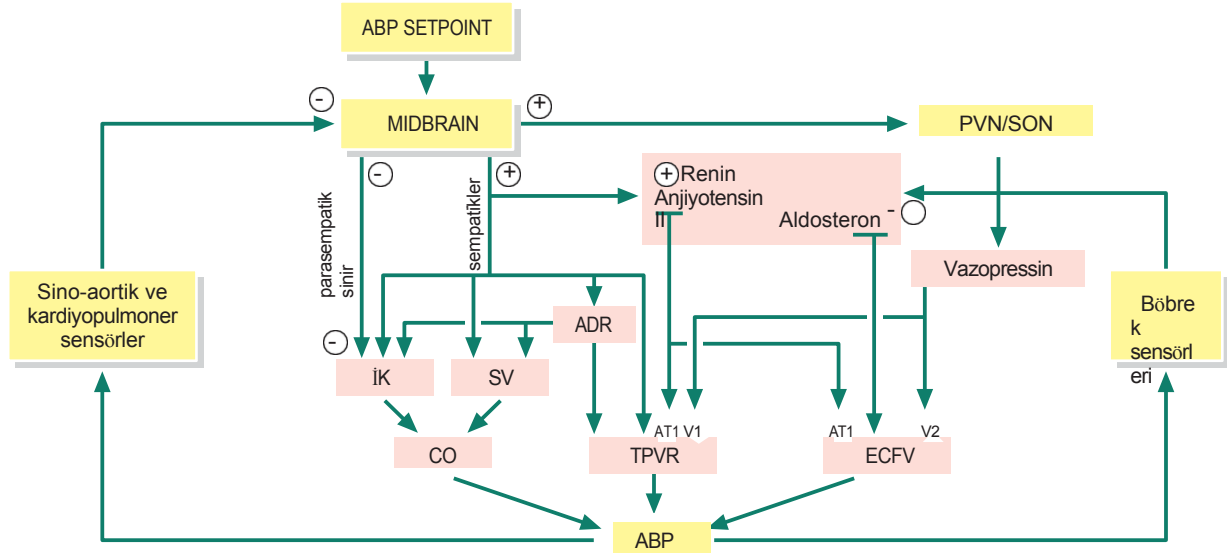 ABP SETPOINT
-
MIDBRAIN
+
PVN/SON
-
+
parasempatik
sinir
sempatíkler
+ Renin
Anjiyotensin
II
Aldosteron -
Vazopressin
Sino-aortik ve
kardiyopulmoner
sensörler
Böbre
k
sensörl
eri
ADR
-
İK
SV
AT1 V1
AT1
V2
CO
TPVR
ECFV
ABP